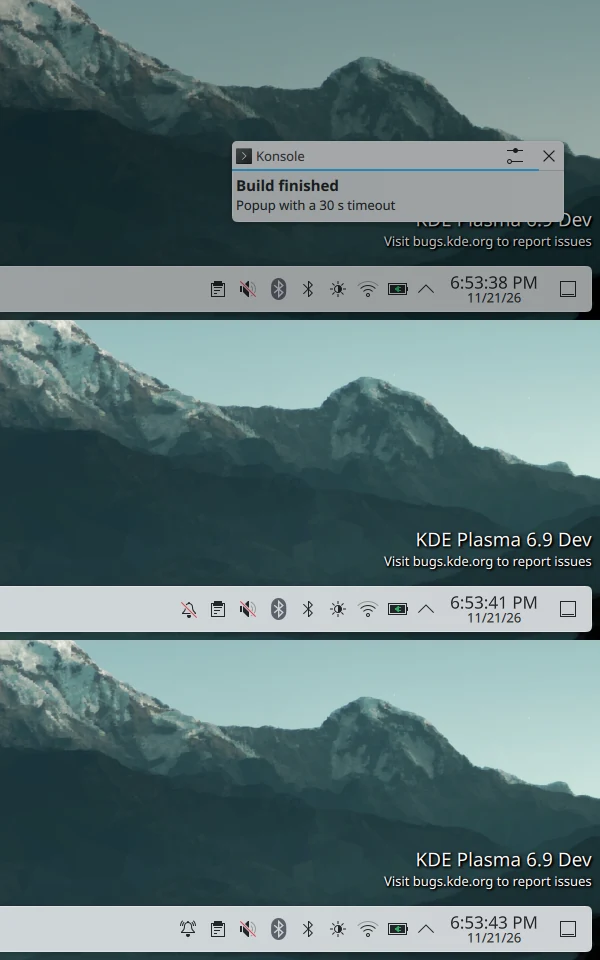 Konsole
Build finished
Popup with a 30 s timeout
KDE Plasma 6.9 Dev
Visit bugs.kde.org to report issues
6:53:38 PM
11/21/26
KDE Plasma 6.9 Dev
Visit bugs.kde.org to report issues
6:53:41 PM
11/21/26
KDE Plasma 6.9 Dev
Visit bugs.kde.org to report issues
6:53:43 PM
11/21/26